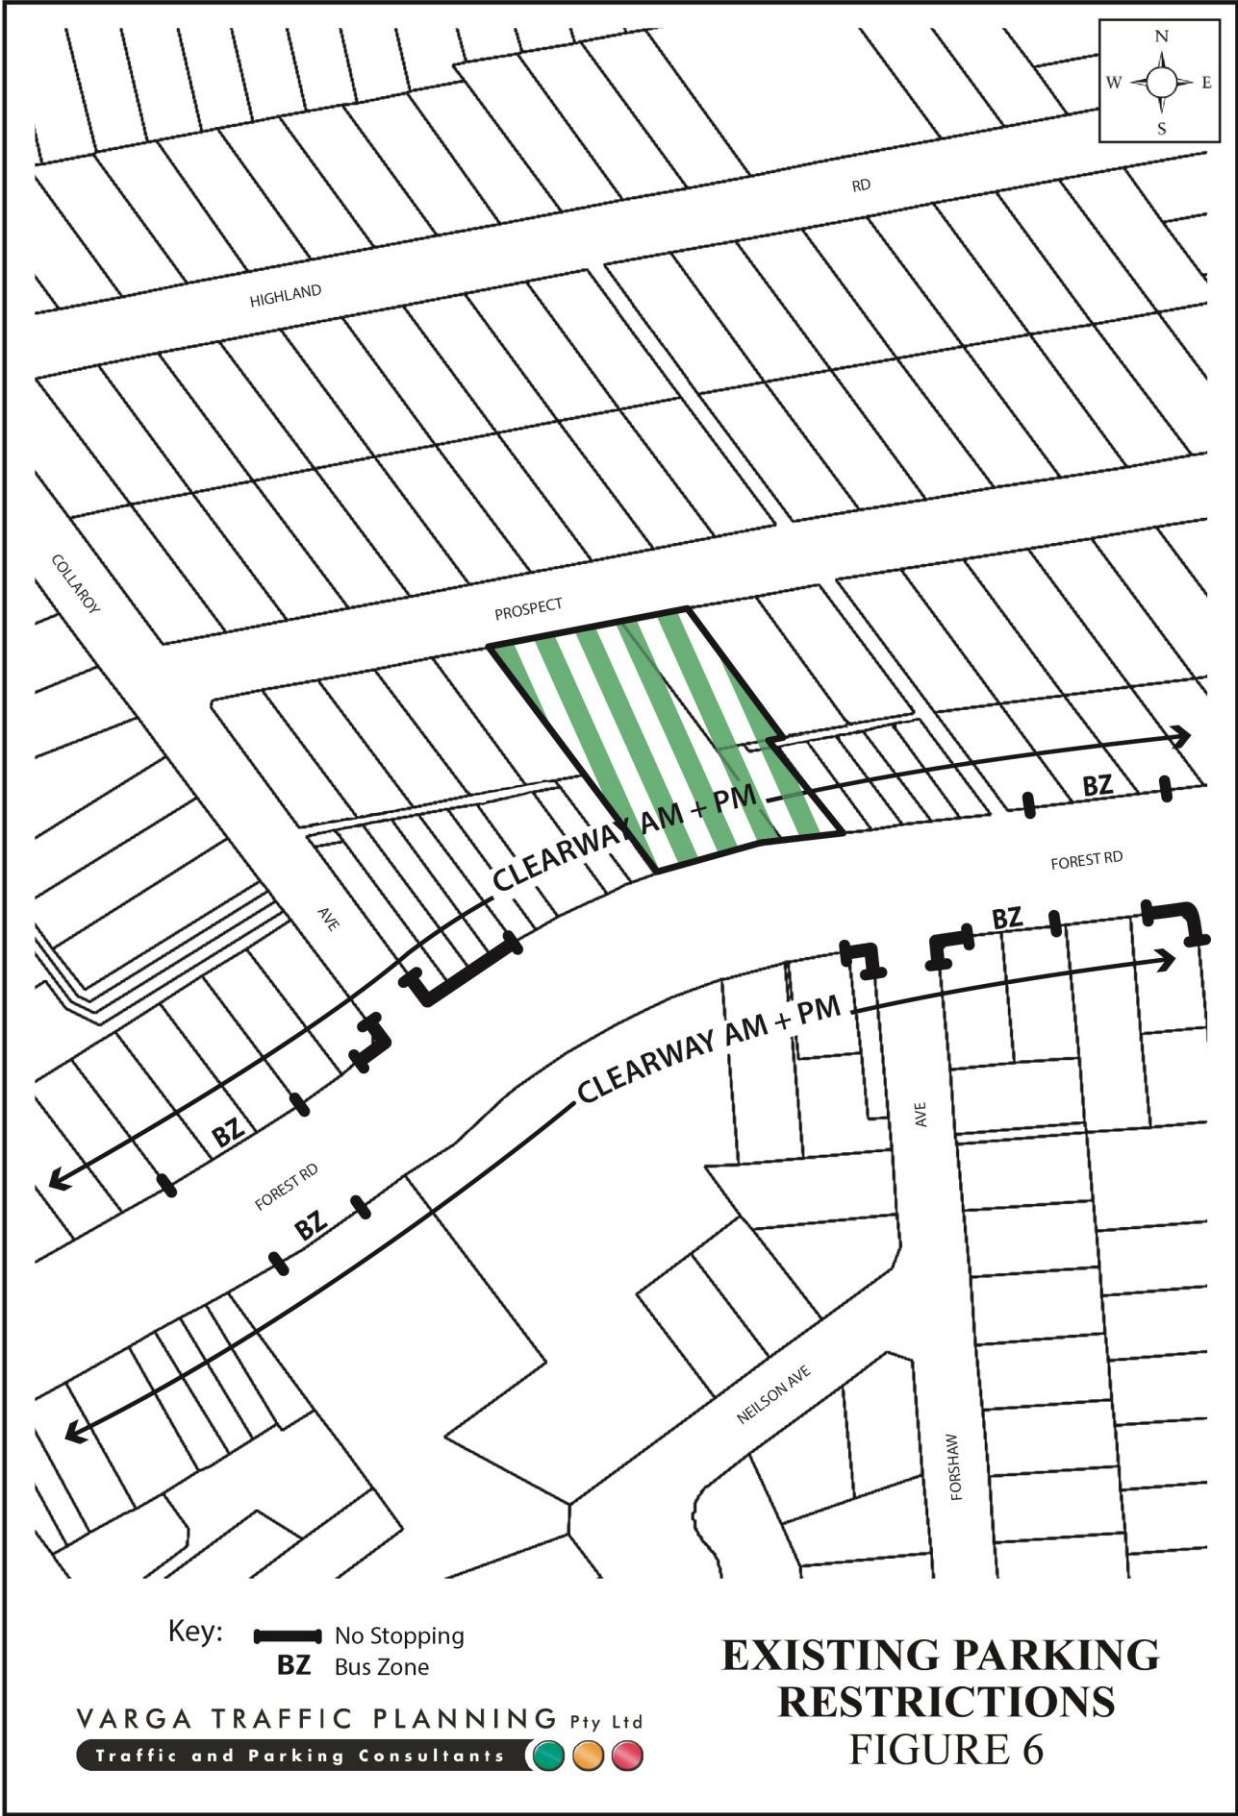 N
W E
S
RD
HIGHLAND
COLLAROY
PROSPECT
CLEARWAY AM + PM
BZ
FOREST RD
AVE
BZ
CLEARWAY AM + PM
AVE
BZ
FOREST RD
BZ
NEILSON AVE
FORSHAW
Key:
No Stopping
BZ Bus Zone
EXISTING PARKING
RESTRICTIONS
FIGURE 6
VARGA TRAFFIC PLANNING Pty Ltd
Traffic and Parking Consultants